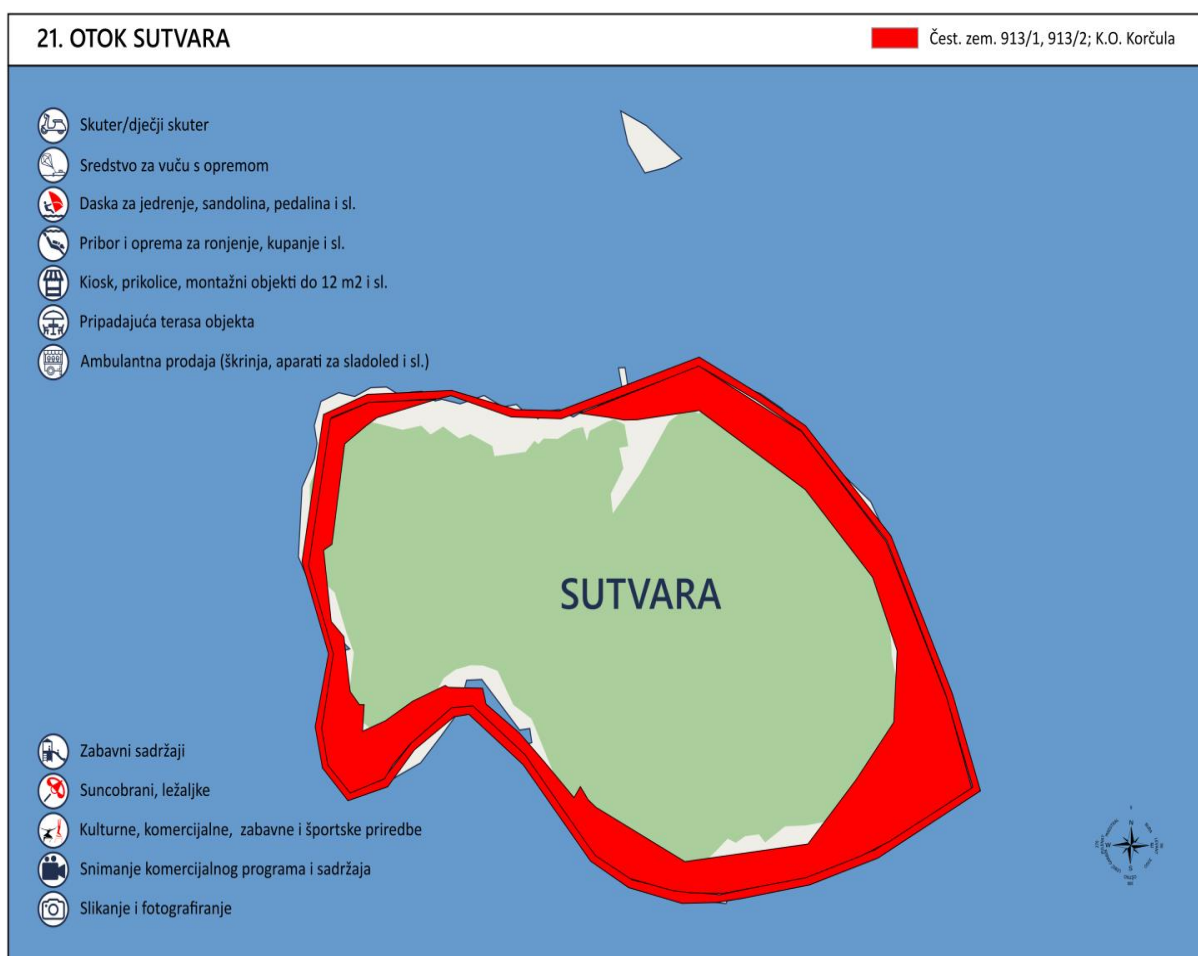 21. OTOK SUTVARA
Čest. zem. 913/1, 913/2; K.O. Korčula
Skuter/dječji skuter
Sredstvo za vuču s opremom
Daska za jedrenje, sandolina, pedalina i sl.
Pribor i oprema za ronjenje, kupanje i sl.
Kiosk, prikolice, montažni objekti do 12 m2 i sl.
Pripadajuća terasa objekta
Ambulantna prodaja (škrinja, aparati za sladoled i sl.)
SUTVARA
Zabavni sadržaji
Suncobrani, ležaljke
Kulturne, komercijalne, zabavne i športske priredbe
Snimanje komercijalnog programa i sadržaja
Slikanje i fotografiranje
N
W E
S